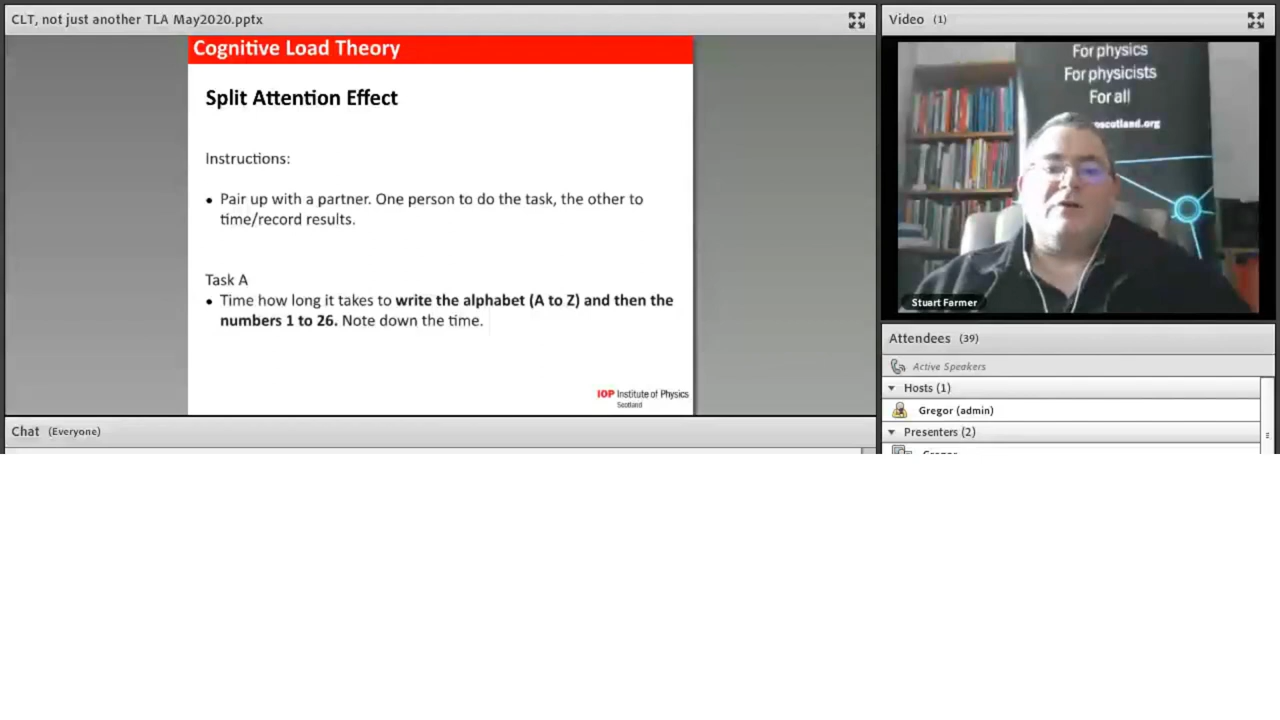 CLT, not just another TLA May2020.pptx
Cognitive Load Theory
Split Attention Effect
Instructions:
• Pair up with a partner. One person to do the task, the other to
time/record results.
Task A
• Time how long it takes to write the alphabet (A to Z) and then the
numbers 1 to 26. Note down the time.
IOP Institute of Physics
Scotland
Chat (Everyone)
Video (1)
For physics
For physicists
For all
oscotland.org
Stuart Farmer
Attendees (39)
Active Speakers
Hosts (1)
Gregor (admin)
Presenters (2)
Gregor